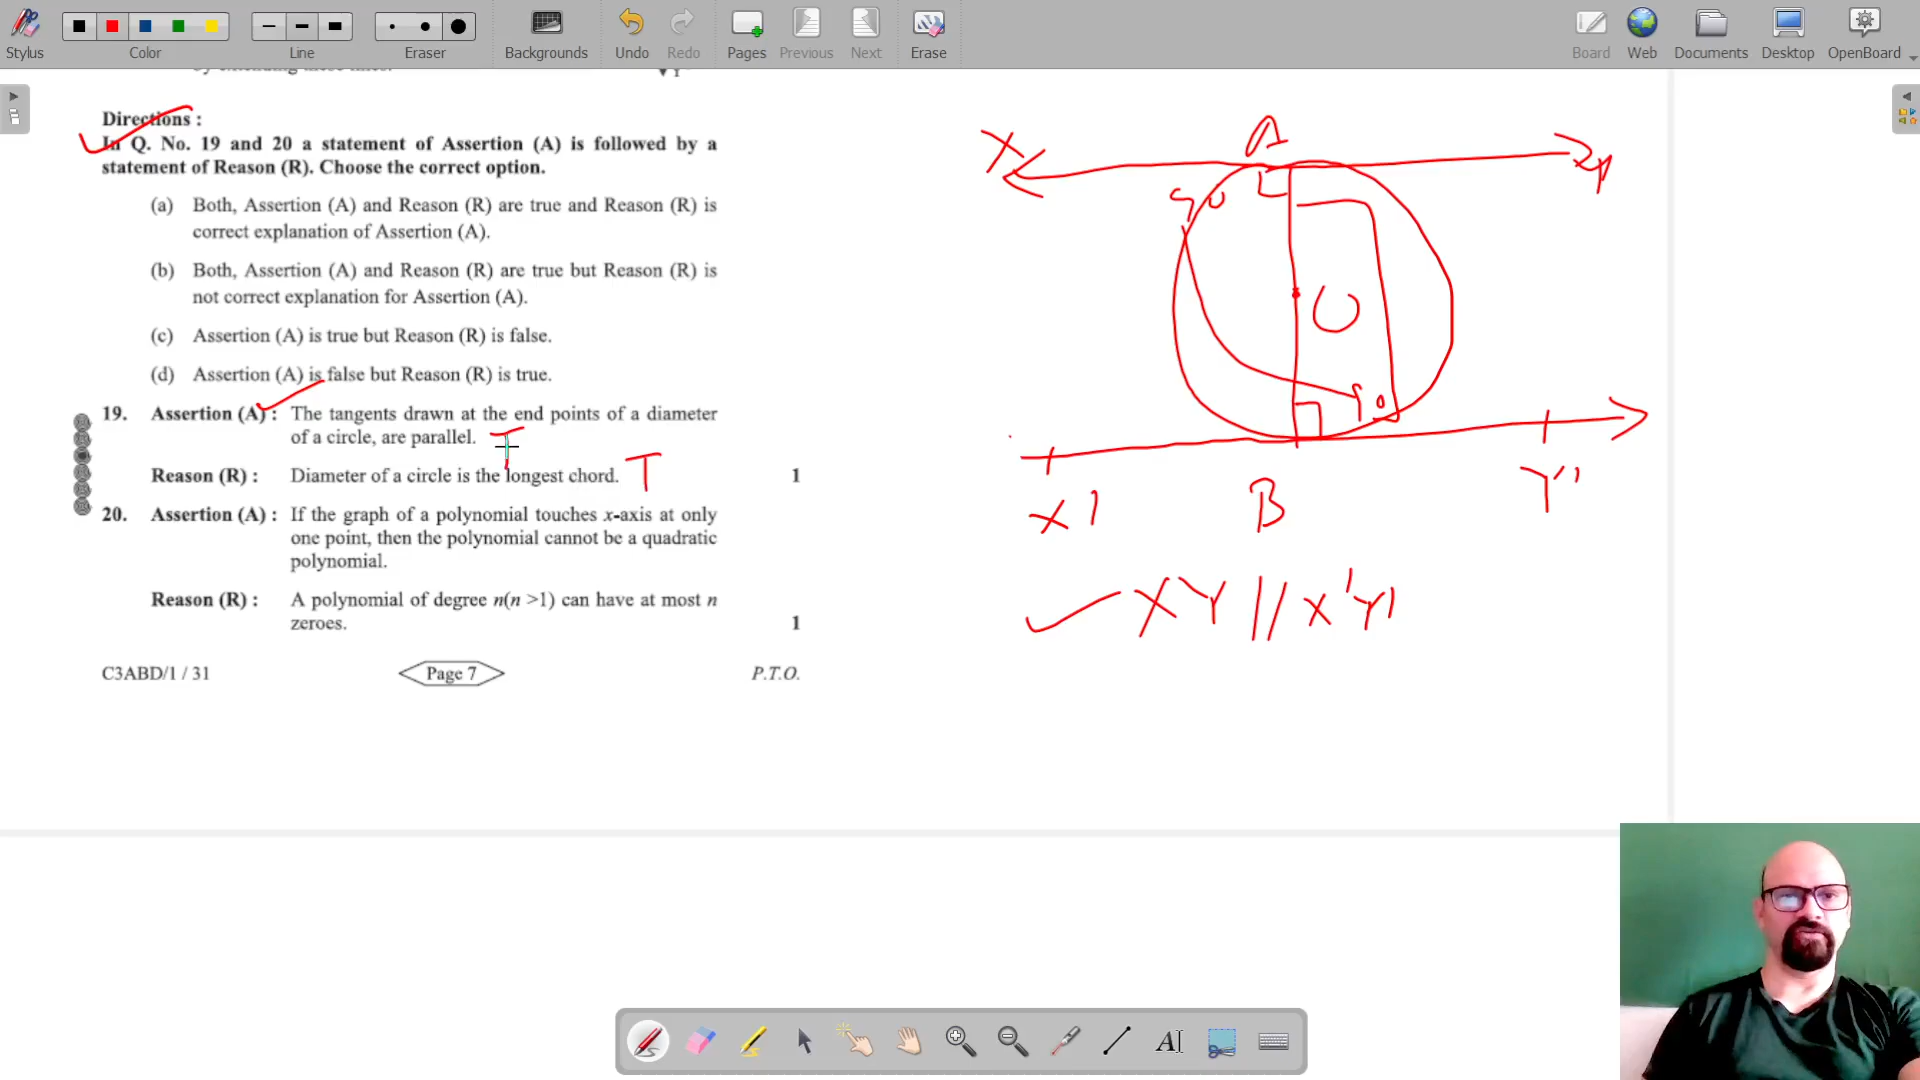 Stylus Color Line Eraser Backgrounds Undo Redo Pages Previous Next Erase Board Web Documents Desktop OpenBoard
by extending these lines.
Directions :
In Q. No. 19 and 20 a statement of Assertion (A) is followed by a
statement of Reason (R). Choose the correct option.
(a) Both, Assertion (A) and Reason (R) are true and Reason (R) is
correct explanation of Assertion (A).
(b) Both, Assertion (A) and Reason (R) are true but Reason (R) is
not correct explanation for Assertion (A).
(c) Assertion (A) is true but Reason (R) is false.
(d) Assertion (A) is false but Reason (R) is true.
19. Assertion (A) : The tangents drawn at the end points of a diameter
of a circle, are parallel. T
Reason (R) : Diameter of a circle is the longest chord. T 1
20. Assertion (A) : If the graph of a polynomial touches x-axis at only
one point, then the polynomial cannot be a quadratic
polynomial.
Reason (R) : A polynomial of degree n(n >1) can have at most n
zeroes. 1
C3ABD/1 / 31 Page 7 P.T.O.
X A Y
90
O
90
X' B Y'
XY || X'Y'